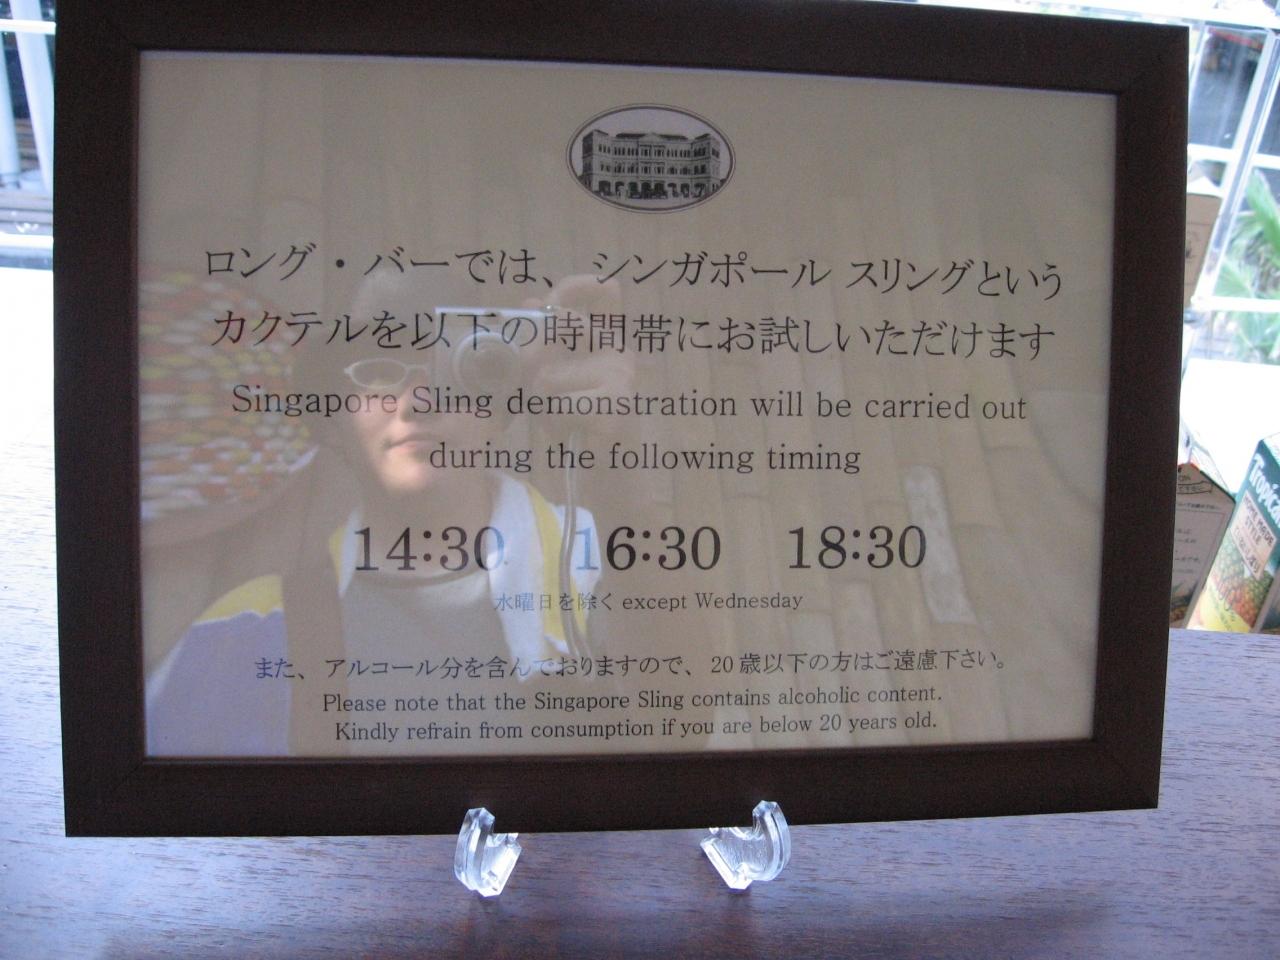 ロング・バーでは、シンガポール スリングという
カクテルを以下の時間帯にお試しいただけます
Singapore Sling demonstration will be carried out
during the following timing
14:30 16:30 18:30
水曜日を除く except Wednesday
また、アルコール分を含んでおりますので、20歳以下の方はご遠慮下さい。
Please note that the Singapore Sling contains alcoholic content.
Kindly refrain from consumption if you are below 20 years old.